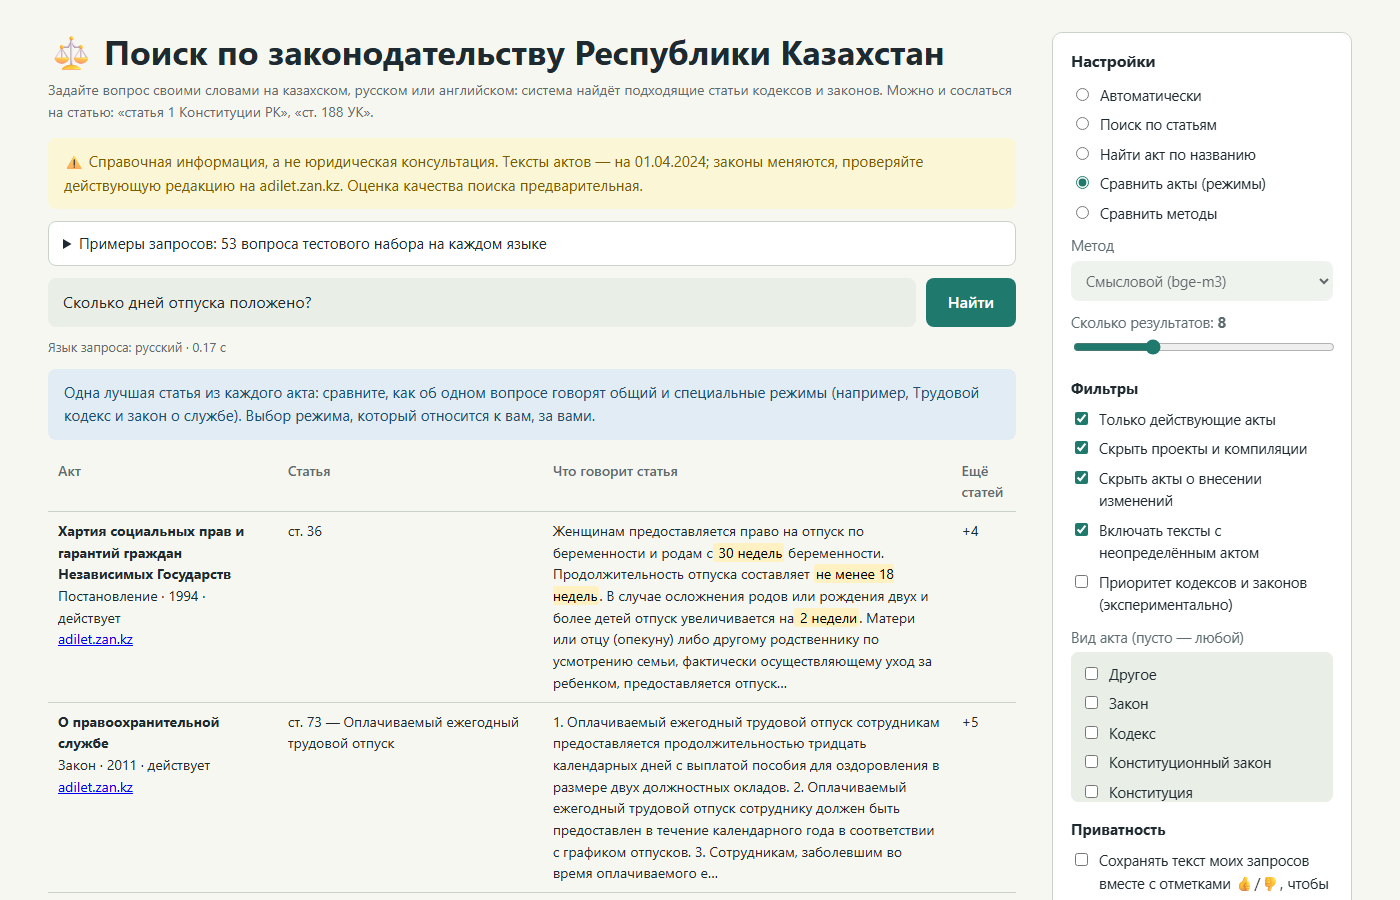 Поиск по законодательству Республики Казахстан
Задайте вопрос своими словами на казахском, русском или английском: система найдёт подходящие статьи кодексов и законов. Можно и сослаться
на статью: «статья 1 Конституции РК», «ст. 188 УК».
Справочная информация, а не юридическая консультация. Тексты актов — на 01.04.2024; законы меняются, проверяйте
действующую редакцию на adilet.zan.kz. Оценка качества поиска предварительная.
Примеры запросов: 53 вопроса тестового набора на каждом языке
Сколько дней отпуска положено?
Найти
Язык запроса: русский · 0.17 с
Одна лучшая статья из каждого акта: сравните, как об одном вопросе говорят общий и специальные режимы (например, Трудовой
кодекс и закон о службе). Выбор режима, который относится к вам, за вами.
Акт
Статья
Что говорит статья
Ещё
статей
Хартия социальных прав и
гарантий граждан
Независимых Государств
Постановление · 1994 ·
действует
adilet.zan.kz
ст. 36
Женщинам предоставляется право на отпуск по
беременности и родам с 30 недель беременности.
Продолжительность отпуска составляет не менее 18
недель. В случае осложнения родов или рождения двух и
более детей отпуск увеличивается на 2 недели. Матери
или отцу (опекуну) либо другому родственнику по
усмотрению семьи, фактически осуществляющему уход за
ребенком, предоставляется отпуск…
+4
О правоохранительной
службе
Закон · 2011 · действует
adilet.zan.kz
ст. 73 — Оплачиваемый ежегодный
трудовой отпуск
1. Оплачиваемый ежегодный трудовой отпуск сотрудникам
предоставляется продолжительностью тридцать
календарных дней с выплатой пособия для оздоровления в
размере двух должностных окладов. 2. Оплачиваемый
ежегодный трудовой отпуск сотруднику должен быть
предоставлен в течение календарного года в соответствии
с графиком отпусков. 3. Сотрудникам, заболевшим во
время оплачиваемого е…
+5
Настройки
Автоматически
Поиск по статьям
Найти акт по названию
Сравнить акты (режимы)
Сравнить методы
Метод
Смысловой (bge-m3)
Сколько результатов: 8
Фильтры
Только действующие акты
Скрыть проекты и компиляции
Скрыть акты о внесении
изменений
Включать тексты с
неопределённым актом
Приоритет кодексов и законов
(экспериментально)
Вид акта (пусто — любой)
Другое
Закон
Кодекс
Конституционный закон
Конституция
Приватность
Сохранять текст моих запросов
вместе с отметками 👍/👎, чтобы